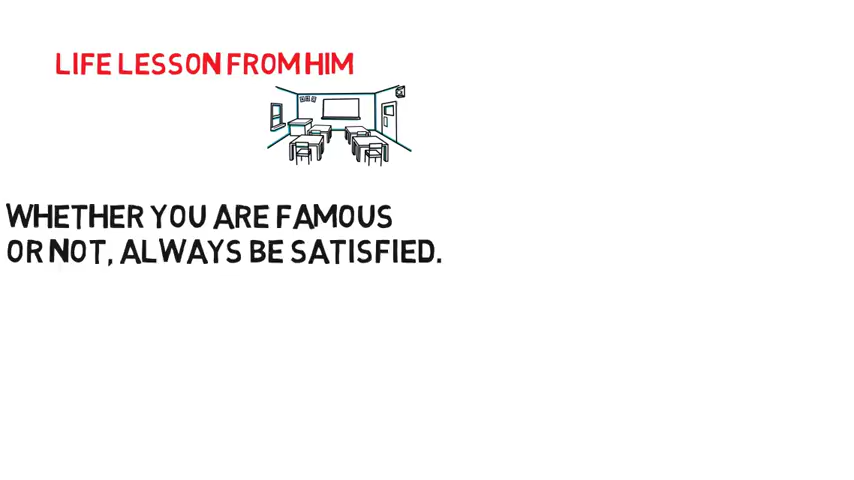 LIFE LESSON FROM HIM
WHETHER YOU ARE FAMOUS
OR NOT, ALWAYS BE SATISFIED.